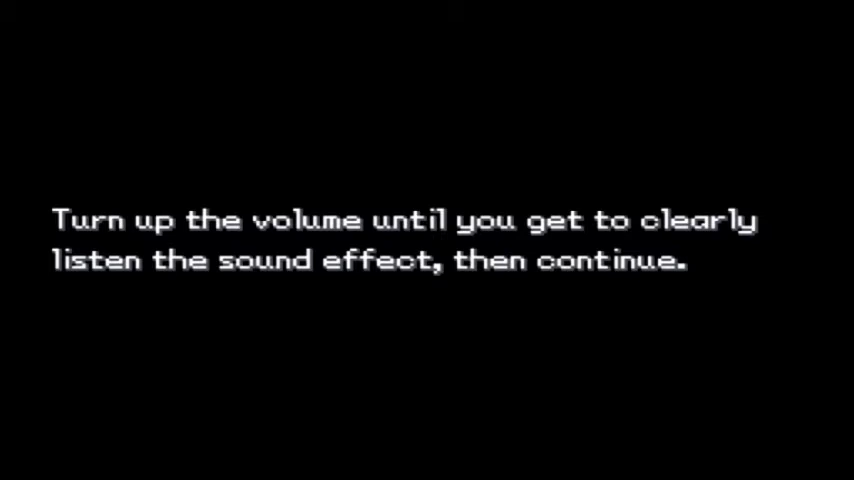 Turn up the volume until you get to clearly
listen the sound effect, then continue.